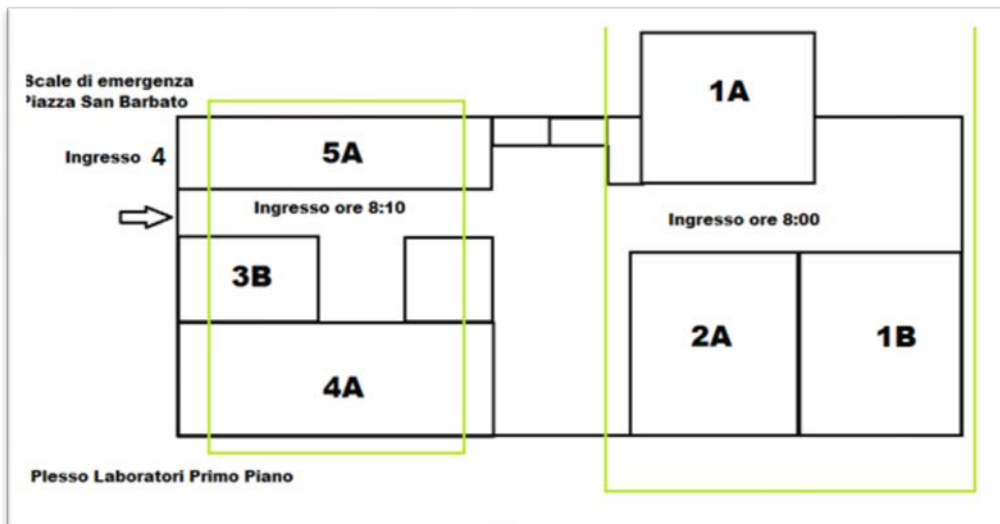 Scale di emergenza
Piazza San Barbato
1A
Ingresso 4
5A
Ingresso ore 8:10
Ingresso ore 8:00
3B
2A
1B
4A
Plesso Laboratori Primo Piano